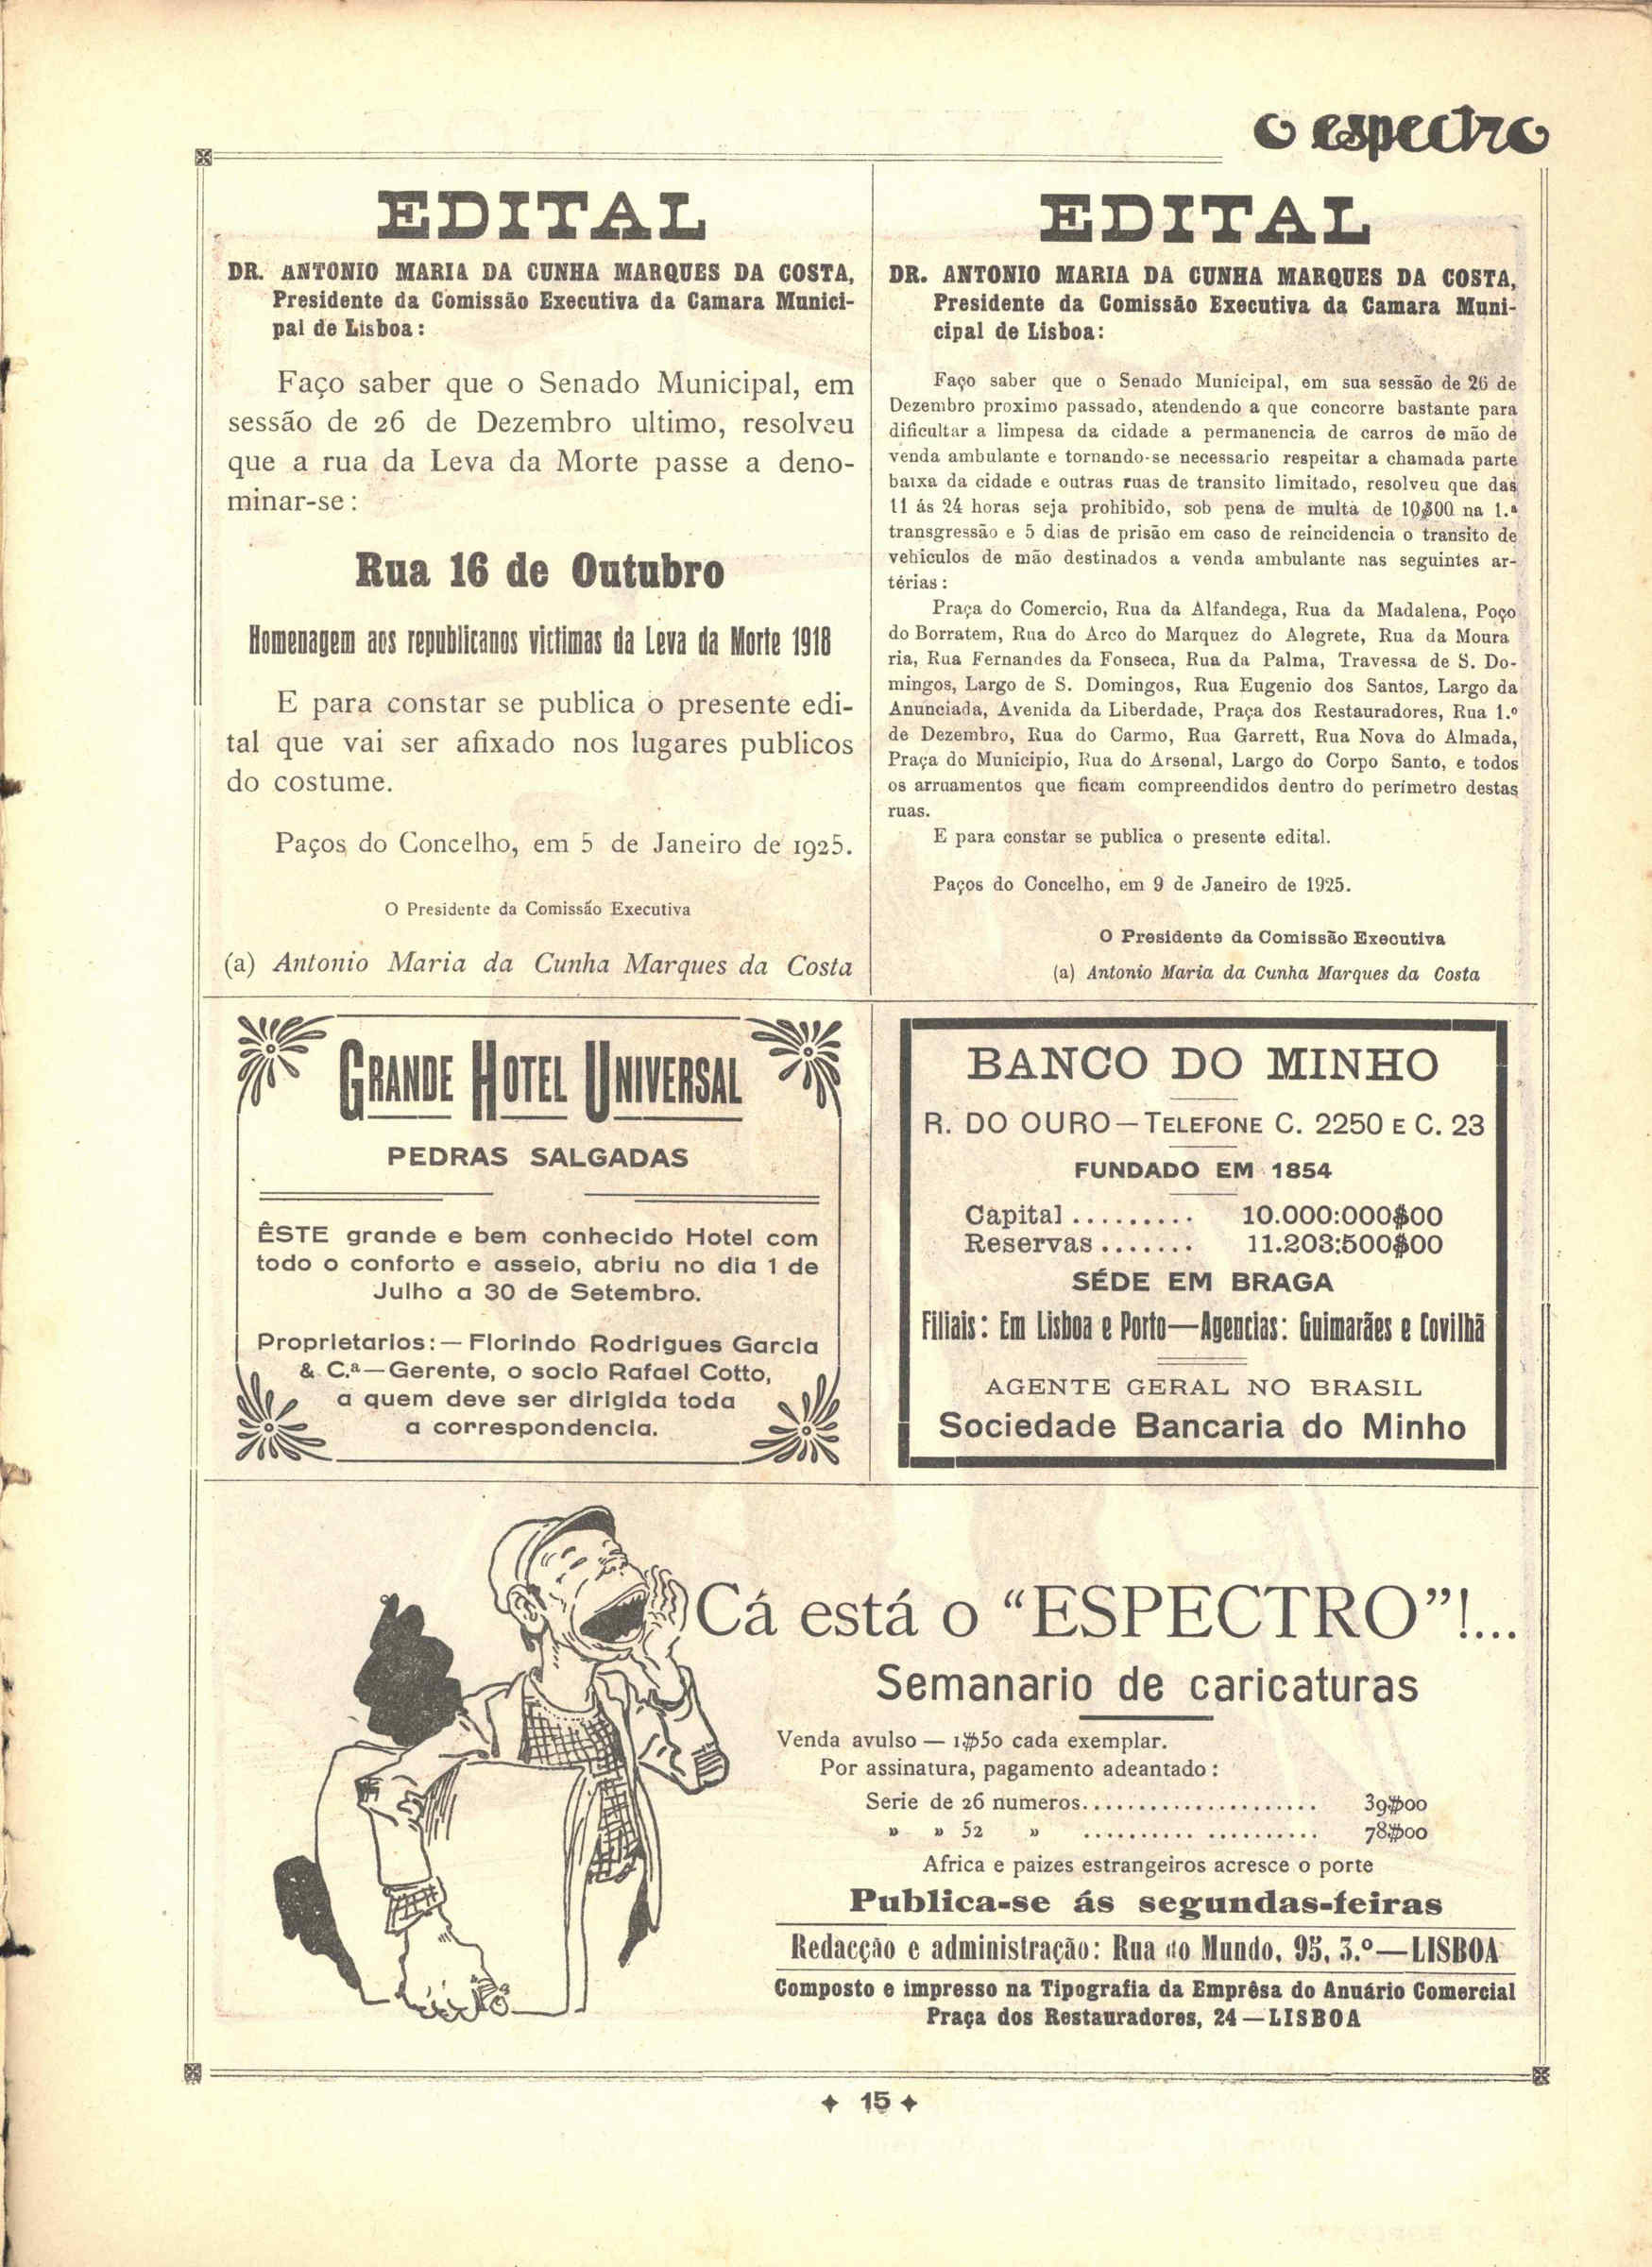 O espectro
EDITAL
DR. ANTONIO MARIA DA CUNHA MARQUES DA COSTA,
Presidente da Comissão Executiva da Camara Munici-
pal de Lisboa:
Faço saber que o Senado Municipal, em
sessão de 26 de Dezembro ultimo, resolveu
que a rua da Leva da Morte passe a deno-
minar-se:
Rua 16 de Outubro
Homenagem aos republicanos victimas da Leva da Morte 1918
E para constar se publica o presente edi-
tal que vai ser afixado nos lugares publicos
do costume.
Paços do Concelho, em 5 de Janeiro de 1925.
O Presidente da Comissão Executiva
(a) Antonio Maria da Cunha Marques da Costa
EDITAL
DR. ANTONIO MARIA DA CUNHA MARQUES DA COSTA,
Presidente da Comissão Executiva da Camara Muni-
cipal de Lisboa:
Faço saber que o Senado Municipal, em sua sessão de 26 de
Dezembro proximo passado, atendendo a que concorre bastante para
dificultar a limpesa da cidade a permanencia de carros de mão de
venda ambulante e tornando-se necessario respeitar a chamada parte
baixa da cidade e outras ruas de transito limitado, resolveu que das
11 ás 24 horas seja prohibido, sob pena de multa de 10$00 na 1.ª
transgressão e 5 dias de prisão em caso de reincidencia o transito de
vehiculos de mão destinados a venda ambulante nas seguintes ar-
térias:
Praça do Comercio, Rua da Alfandega, Rua da Madalena, Poço
do Borratem, Rua do Arco do Marquez do Alegrete, Rua da Moura
ria, Rua Fernandes da Fonseca, Rua da Palma, Travessa de S. Do-
mingos, Largo de S. Domingos, Rua Eugenio dos Santos, Largo da
Anunciada, Avenida da Liberdade, Praça dos Restauradores, Rua 1.º
de Dezembro, Rua do Carmo, Rua Garrett, Rua Nova do Almada,
Praça do Municipio, Rua do Arsenal, Largo do Corpo Santo, e todos
os arruamentos que ficam compreendidos dentro do perimetro destas
ruas.
E para constar se publica o presente edital.
Paços do Concelho, em 9 de Janeiro de 1925.
O Presidente da Comissão Executiva
(a) Antonio Maria da Cunha Marques da Costa
GRANDE HOTEL UNIVERSAL
PEDRAS SALGADAS
ÊSTE grande e bem conhecido Hotel com
todo o conforto e asseio, abriu no dia 1 de
Julho a 30 de Setembro.
Proprietarios:—Florindo Rodrigues Garcia
& C.ª—Gerente, o socio Rafael Cotto,
a quem deve ser dirigida toda
a correspondencia.
BANCO DO MINHO
R. DO OURO—TELEFONE C. 2250 E C. 23
FUNDADO EM 1854
Capital ......... 10.000:000$00
Reservas ....... 11.203:500$00
SÉDE EM BRAGA
Filiais: Em Lisboa e Porto—Agencias: Guimarães e Covilhã
AGENTE GERAL NO BRASIL
Sociedade Bancaria do Minho
Cá está o “ESPECTRO”!...
Semanario de caricaturas
Venda avulso — 1$50 cada exemplar.
Por assinatura, pagamento adeantado:
Serie de 26 numeros..................... 39$00
» » 52 » .......... .......... 78$00
Africa e paizes estrangeiros acresce o porte
Publica-se ás segundas-feiras
Redacção e administração: Rua do Mundo, 95, 3.º—LISBOA
Composto e impresso na Tipografia da Emprêsa do Anuário Comercial
Praça dos Restauradores, 24—LISBOA
15